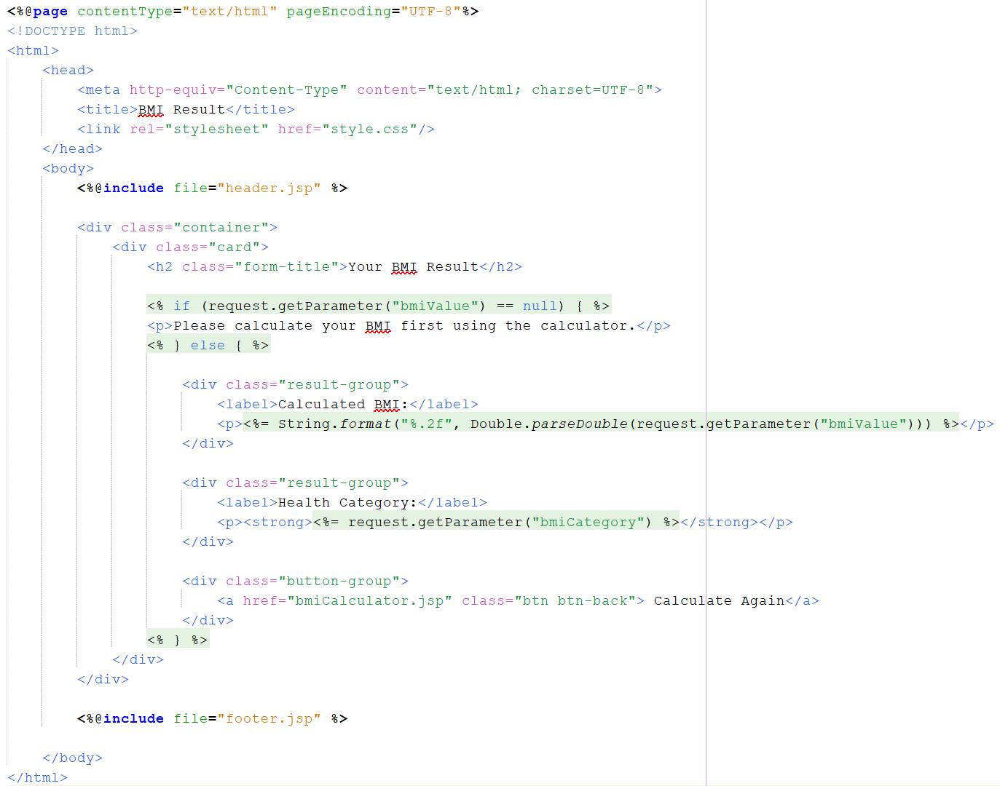 <%@page contentType="text/html" pageEncoding="UTF-8"%>
<!DOCTYPE html>
<html>
    <head>
        <meta http-equiv="Content-Type" content="text/html; charset=UTF-8">
        <title>BMI Result</title>
        <link rel="stylesheet" href="style.css"/>
    </head>
    <body>
        <%@include file="header.jsp" %>

        <div class="container">
            <div class="card">
                <h2 class="form-title">Your BMI Result</h2>

                <% if (request.getParameter("bmiValue") == null) { %>
                <p>Please calculate your BMI first using the calculator.</p>
                <% } else { %>

                    <div class="result-group">
                        <label>Calculated BMI:</label>
                        <p><%= String.format("%.2f", Double.parseDouble(request.getParameter("bmiValue"))) %></p>
                    </div>

                    <div class="result-group">
                        <label>Health Category:</label>
                        <p><strong><%= request.getParameter("bmiCategory") %></strong></p>
                    </div>

                    <div class="button-group">
                        <a href="bmiCalculator.jsp" class="btn btn-back"> Calculate Again</a>
                    </div>
                <% } %>
            </div>
        </div>

        <%@include file="footer.jsp" %>

    </body>
</html>